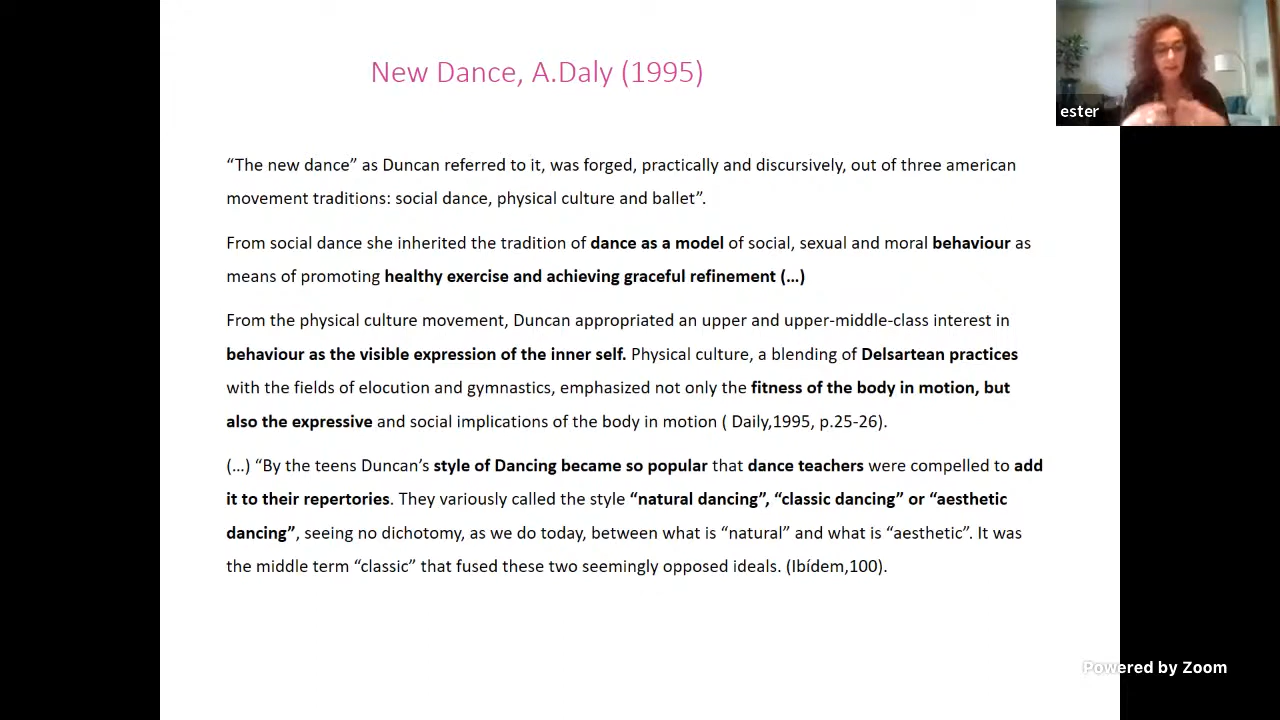 New Dance, A.Daly (1995)
ester
“The new dance” as Duncan referred to it, was forged, practically and discursively, out of three american
movement traditions: social dance, physical culture and ballet”.
From social dance she inherited the tradition of dance as a model of social, sexual and moral behaviour as
means of promoting healthy exercise and achieving graceful refinement (…)
From the physical culture movement, Duncan appropriated an upper and upper-middle-class interest in
behaviour as the visible expression of the inner self. Physical culture, a blending of Delsartean practices
with the fields of elocution and gymnastics, emphasized not only the fitness of the body in motion, but
also the expressive and social implications of the body in motion ( Daily,1995, p.25-26).
(…) “By the teens Duncan’s style of Dancing became so popular that dance teachers were compelled to add
it to their repertories. They variously called the style “natural dancing”, “classic dancing” or “aesthetic
dancing”, seeing no dichotomy, as we do today, between what is “natural” and what is “aesthetic”. It was
the middle term “classic” that fused these two seemingly opposed ideals. (Ibídem,100).
Powered by Zoom